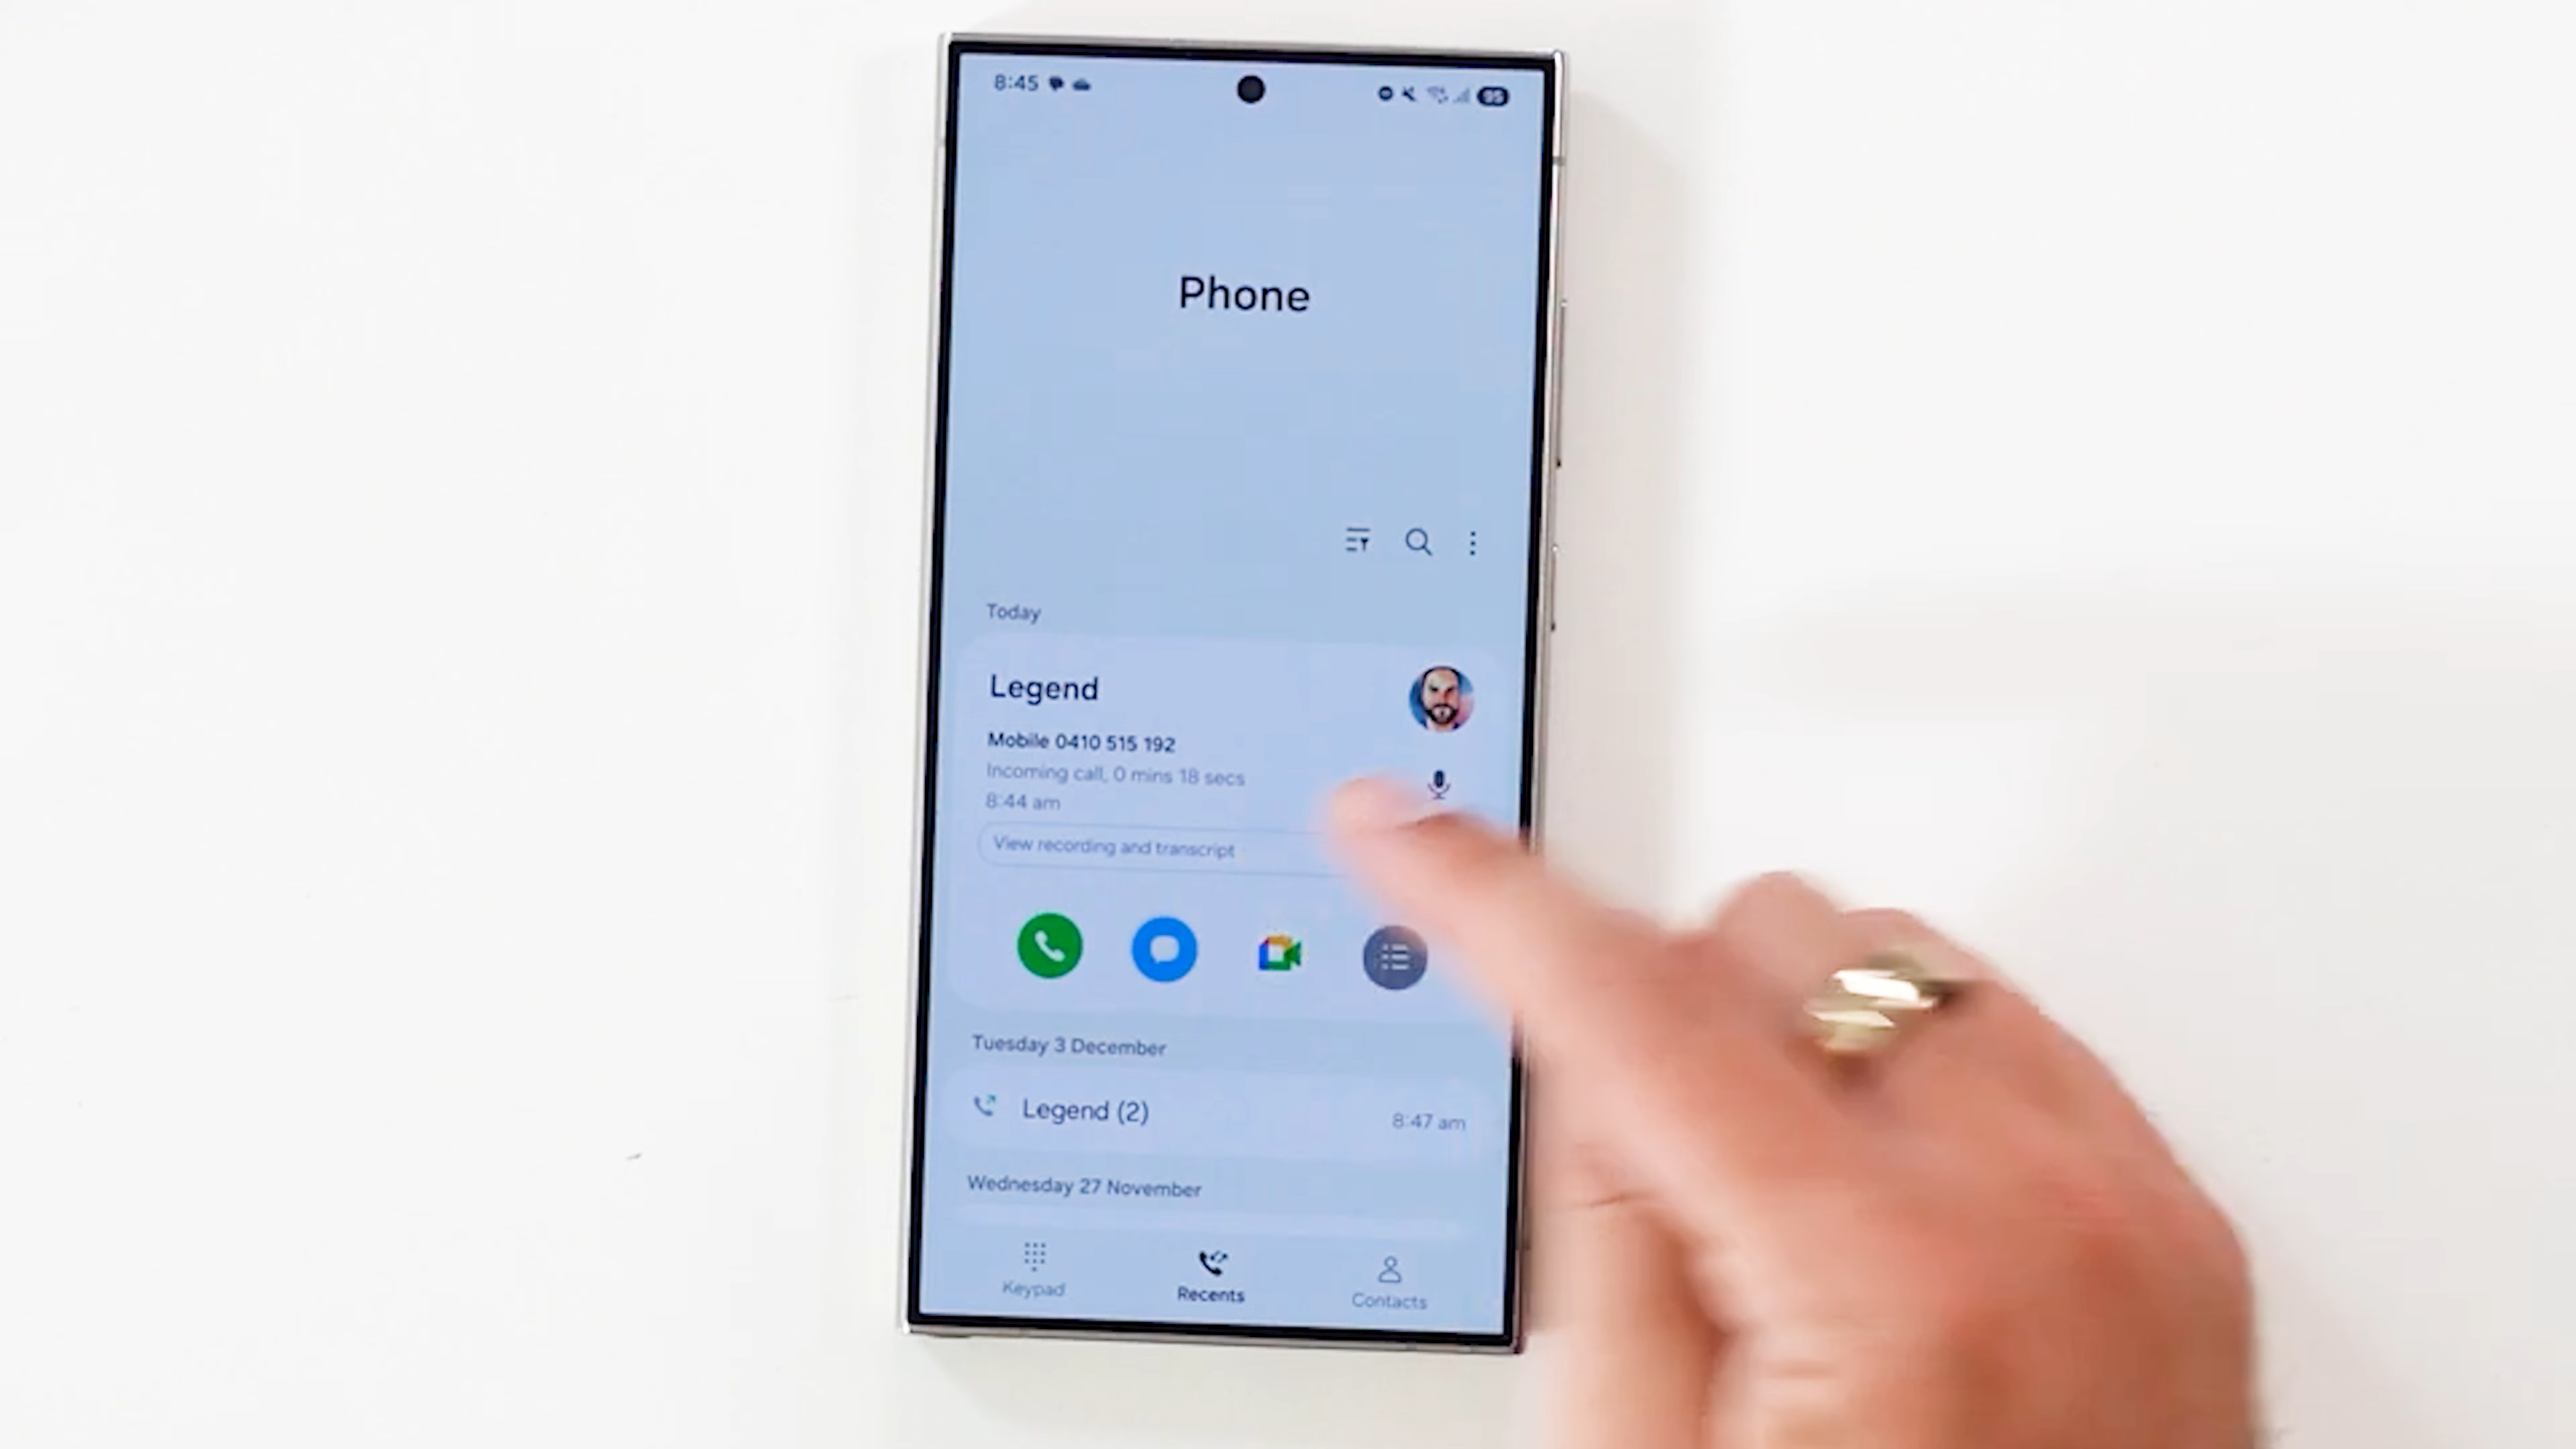 8:45
95
Phone
Today
Legend
Mobile 0410 515 192
Incoming call, 0 mins 18 secs
8:44 am
View recording and transcript
Tuesday 3 December
Legend (2)
8:47 am
Wednesday 27 November
Keypad
Recents
Contacts